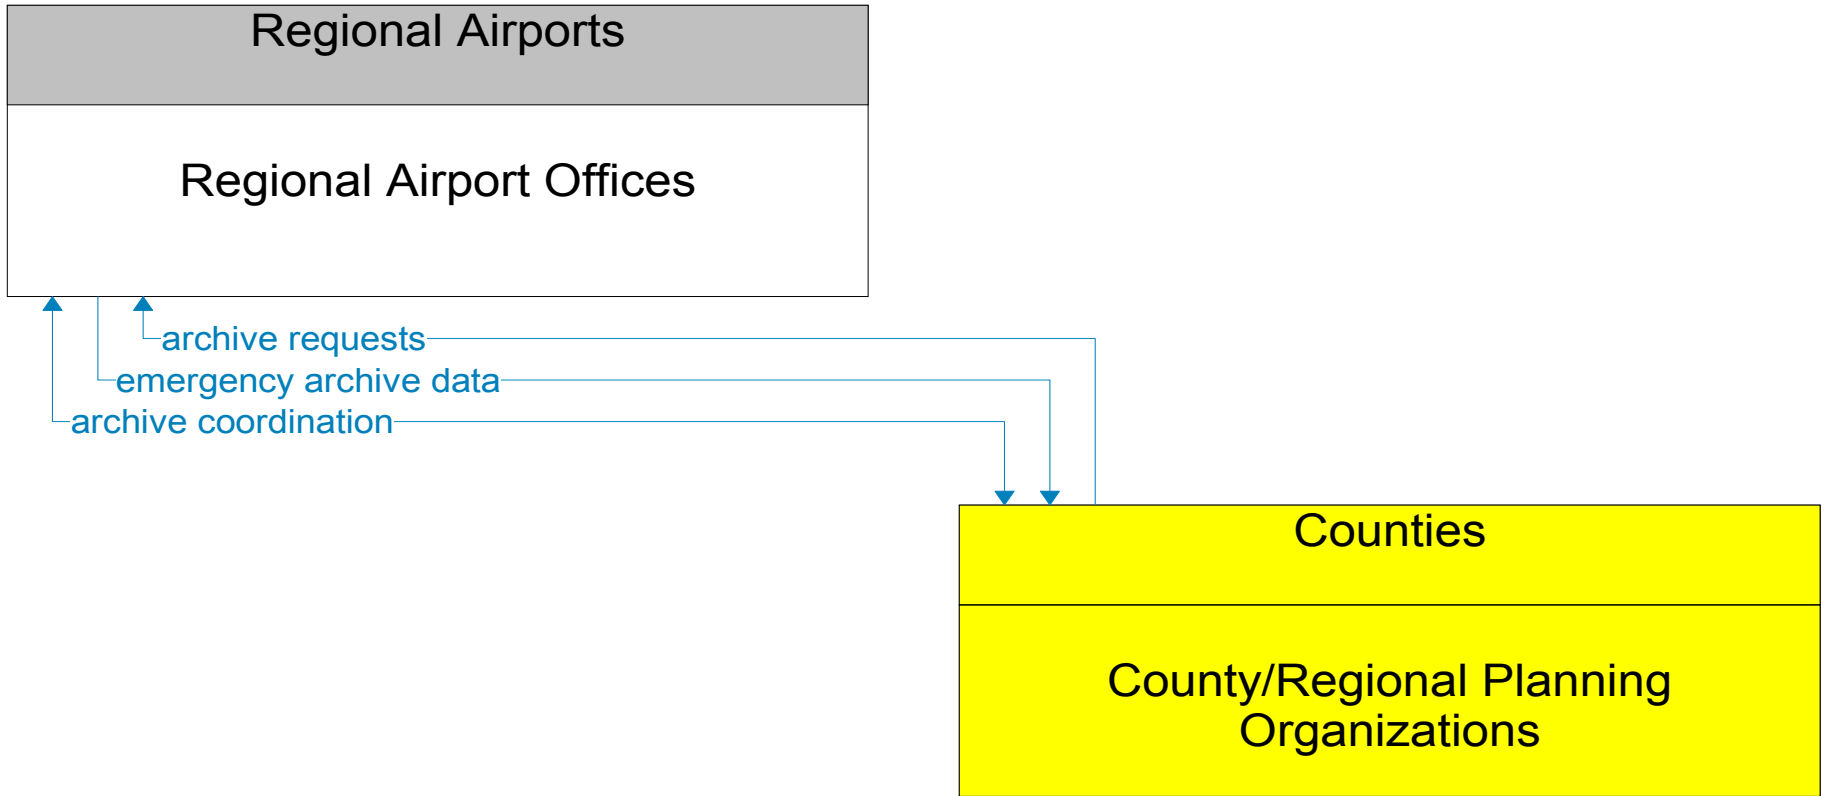 Regional Airports
Regional Airport Offices
archive requests
emergency archive data
archive coordination
Counties
County/Regional Planning
Organizations